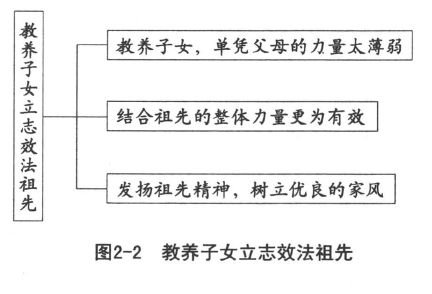 教养子女立志效法祖先
教养子女，单凭父母的力量太薄弱
结合祖先的整体力量更为有效
发扬祖先精神，树立优良的家风
图2-2 教养子女立志效法祖先